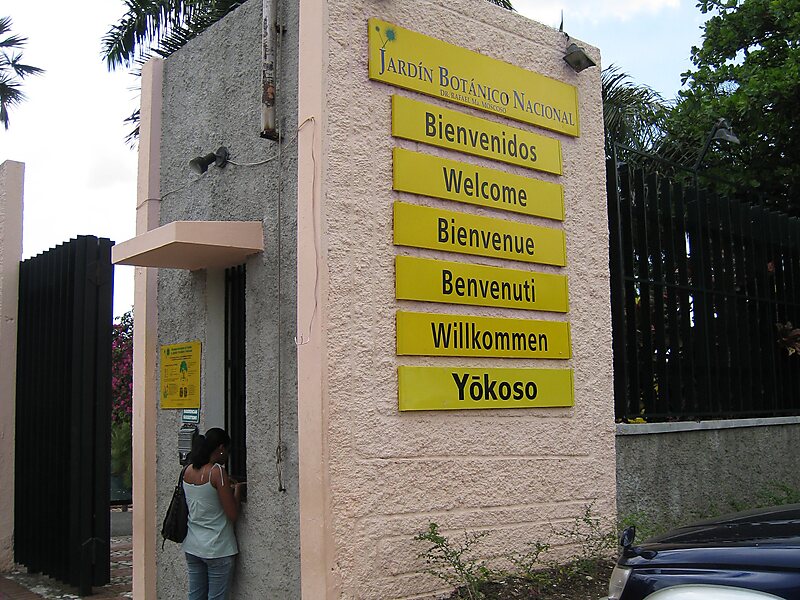 Jardín Botánico Nacional
Dr. Rafael Ma. Moscoso
Bienvenidos
Welcome
Bienvenue
Benvenuti
Willkommen
Yōkoso